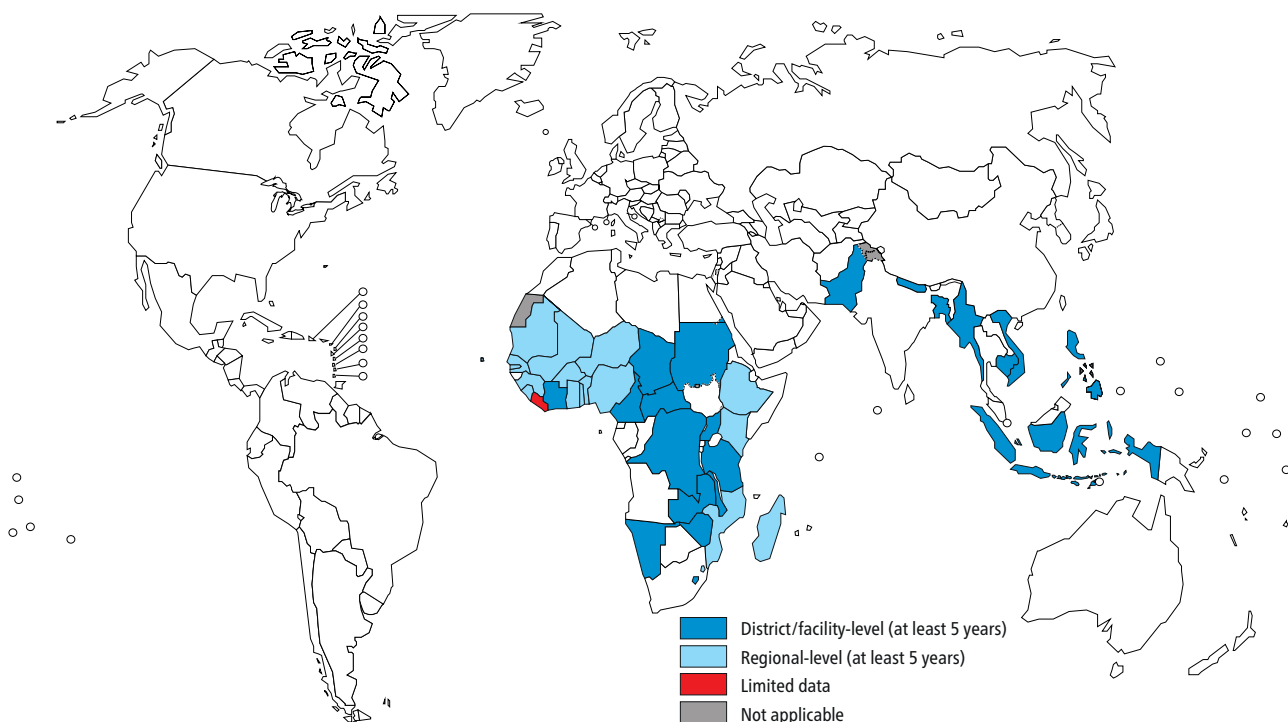 District/facility-level (at least 5 years)
Regional-level (at least 5 years)
Limited data
Not applicable